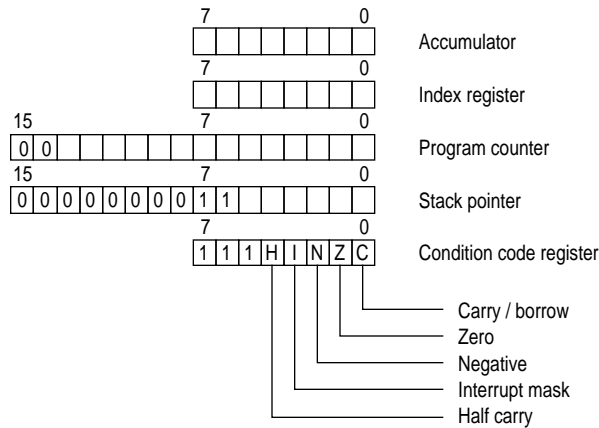 7 0
Accumulator
7 0
Index register
15 7 0
0 0 Program counter
15 7 0
0 0 0 0 0 0 0 0 1 1 Stack pointer
7 0
1 1 1 H I N Z C Condition code register
Carry / borrow
Zero
Negative
Interrupt mask
Half carry